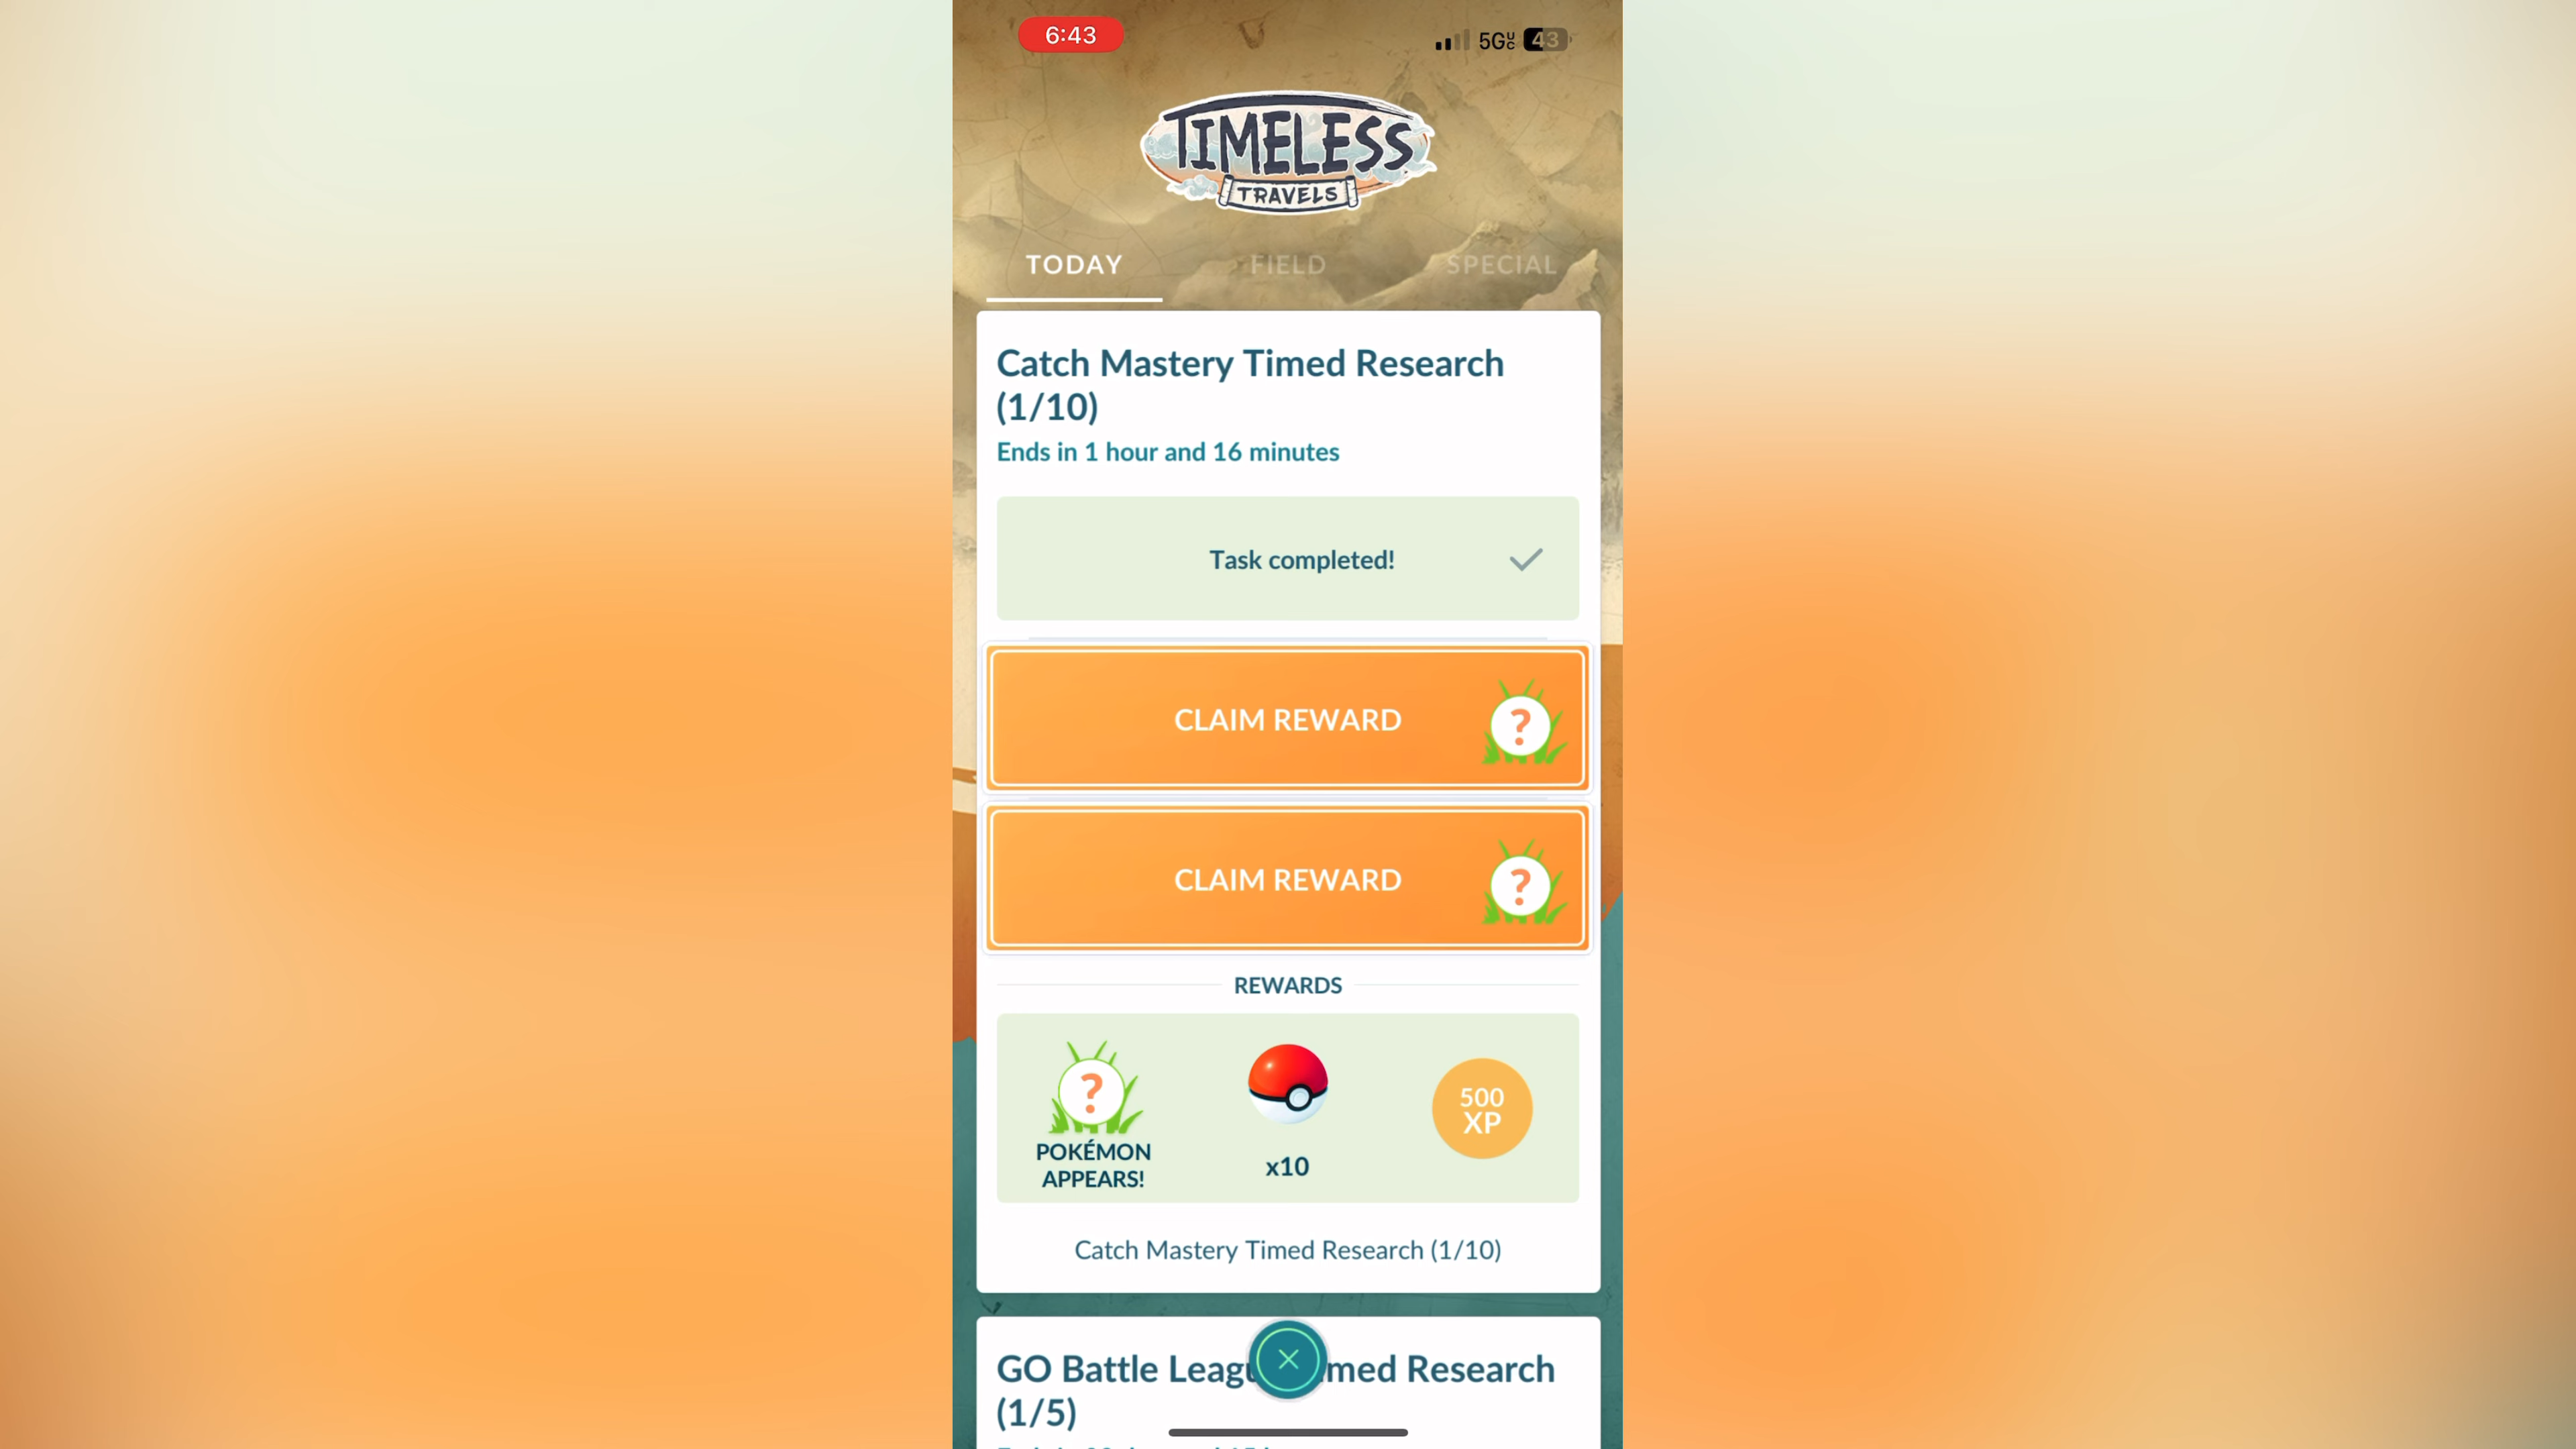 6:43
5G 43
TIMELESS
TRAVELS
TODAY FIELD SPECIAL
Catch Mastery Timed Research
(1/10)
Ends in 1 hour and 16 minutes
Task completed!
CLAIM REWARD ?
CLAIM REWARD ?
REWARDS
?
500
XP
POKÉMON
APPEARS!
x10
Catch Mastery Timed Research (1/10)
GO Battle Leag med Research
(1/5)